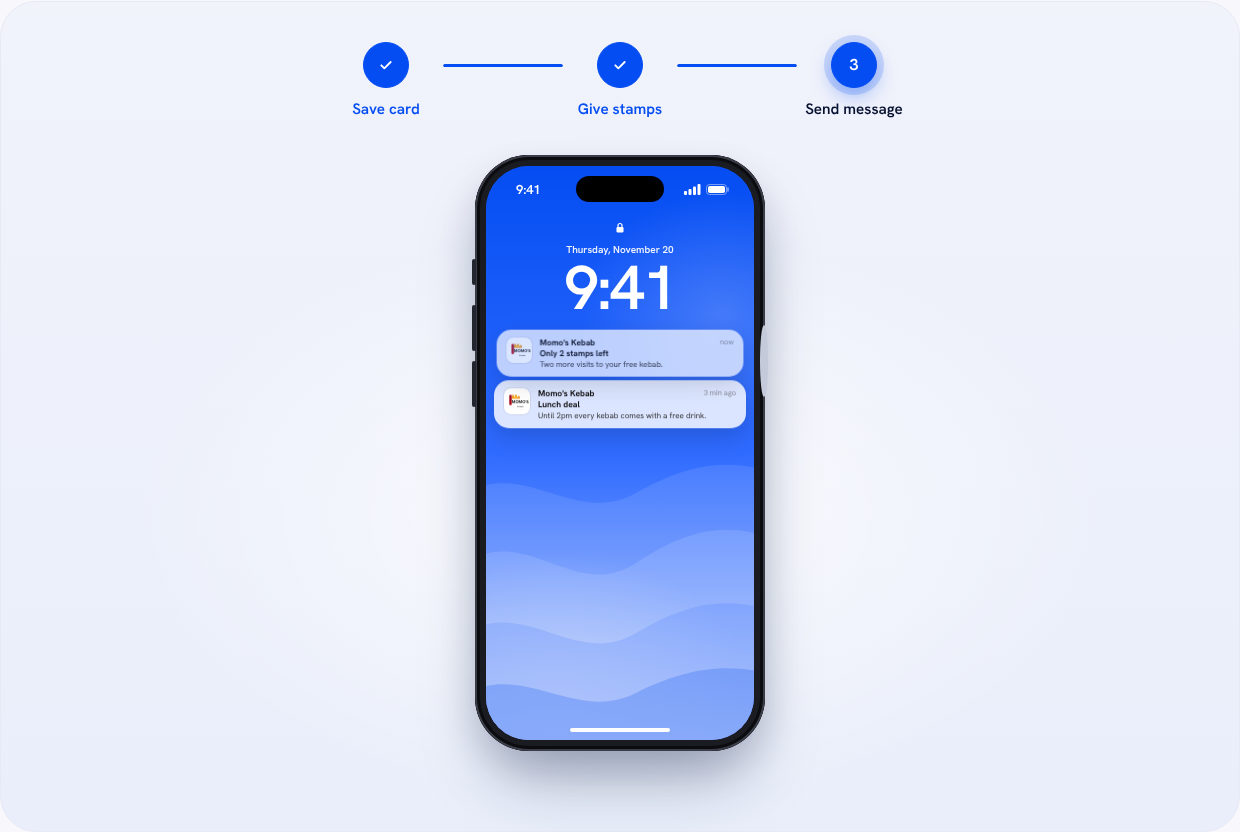 3
Save card
Give stamps
Send message
9:41
Thursday, November 20
9:41
MOMO'S
Momo's Kebab
now
Only 2 stamps left
Two more visits to your free kebab.
MOMO'S
Momo's Kebab
3 min ago
Lunch deal
Until 2pm every kebab comes with a free drink.